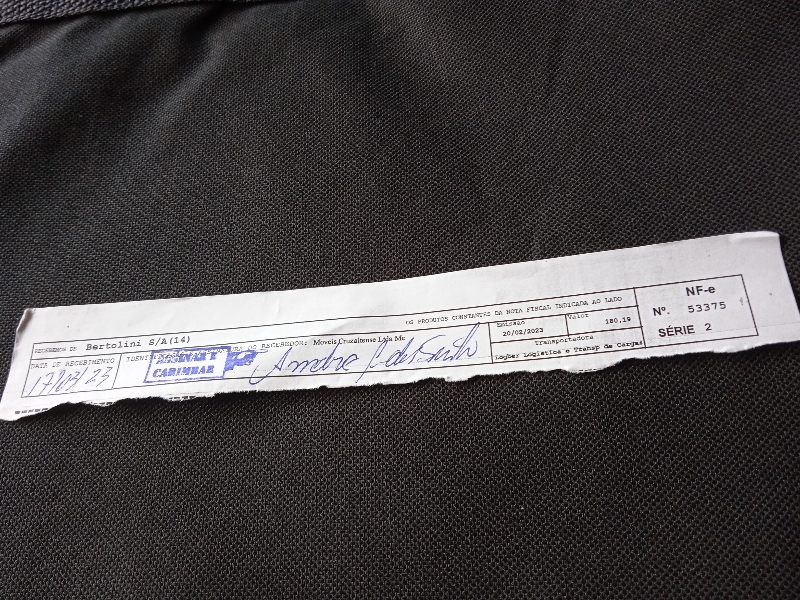 RECEBEMOS DE Bertolini S/A(14) OS PRODUTOS CONSTANTES DA NOTA FISCAL INDICADA AO LADO
NF-e
Nº. 53375
SÉRIE 2
DATA DE RECEBIMENTO
17/03/23
DO RECEBEDOR: Moveis Cruzaltense Ltda Me
CARIMBAR
Emissão
20/02/2023
Valor
180,19
Transportadora
Logber Logistica e Transp de Cargas